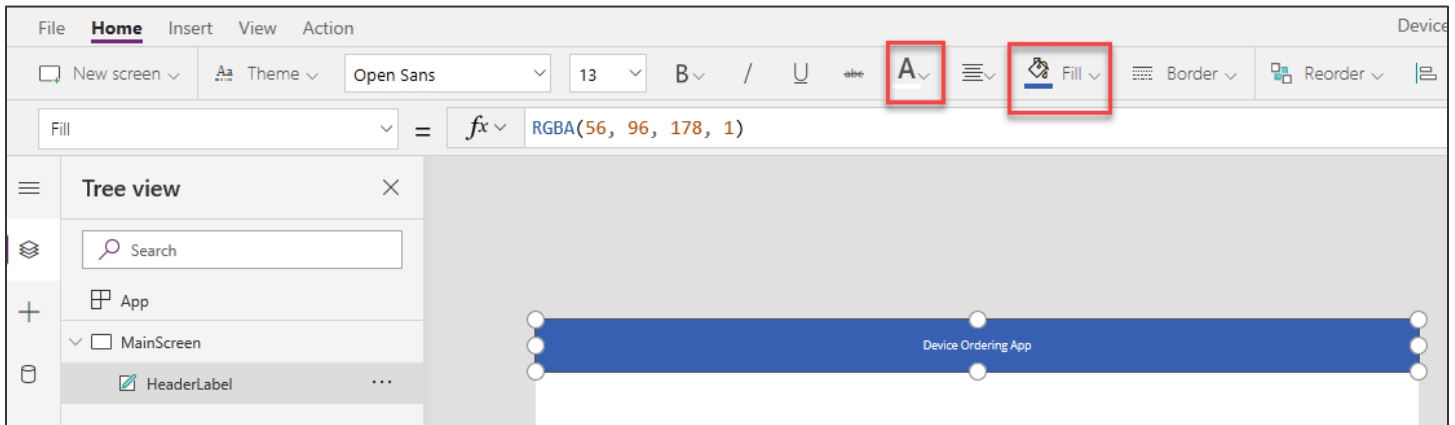 File Home Insert View Action Device
New screen Aa Theme Open Sans 13 B / U abc A Fill Border Reorder
Fill = fx RGBA(56, 96, 178, 1)
Tree view
Search
App
MainScreen
HeaderLabel ...
Device Ordering App